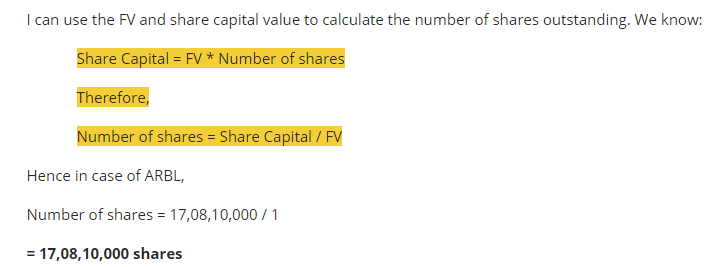 I can use the FV and share capital value to calculate the number of shares outstanding. We know:
Share Capital = FV * Number of shares
Therefore,
Number of shares = Share Capital / FV
Hence in case of ARBL,
Number of shares = 17,08,10,000 / 1
= 17,08,10,000 shares